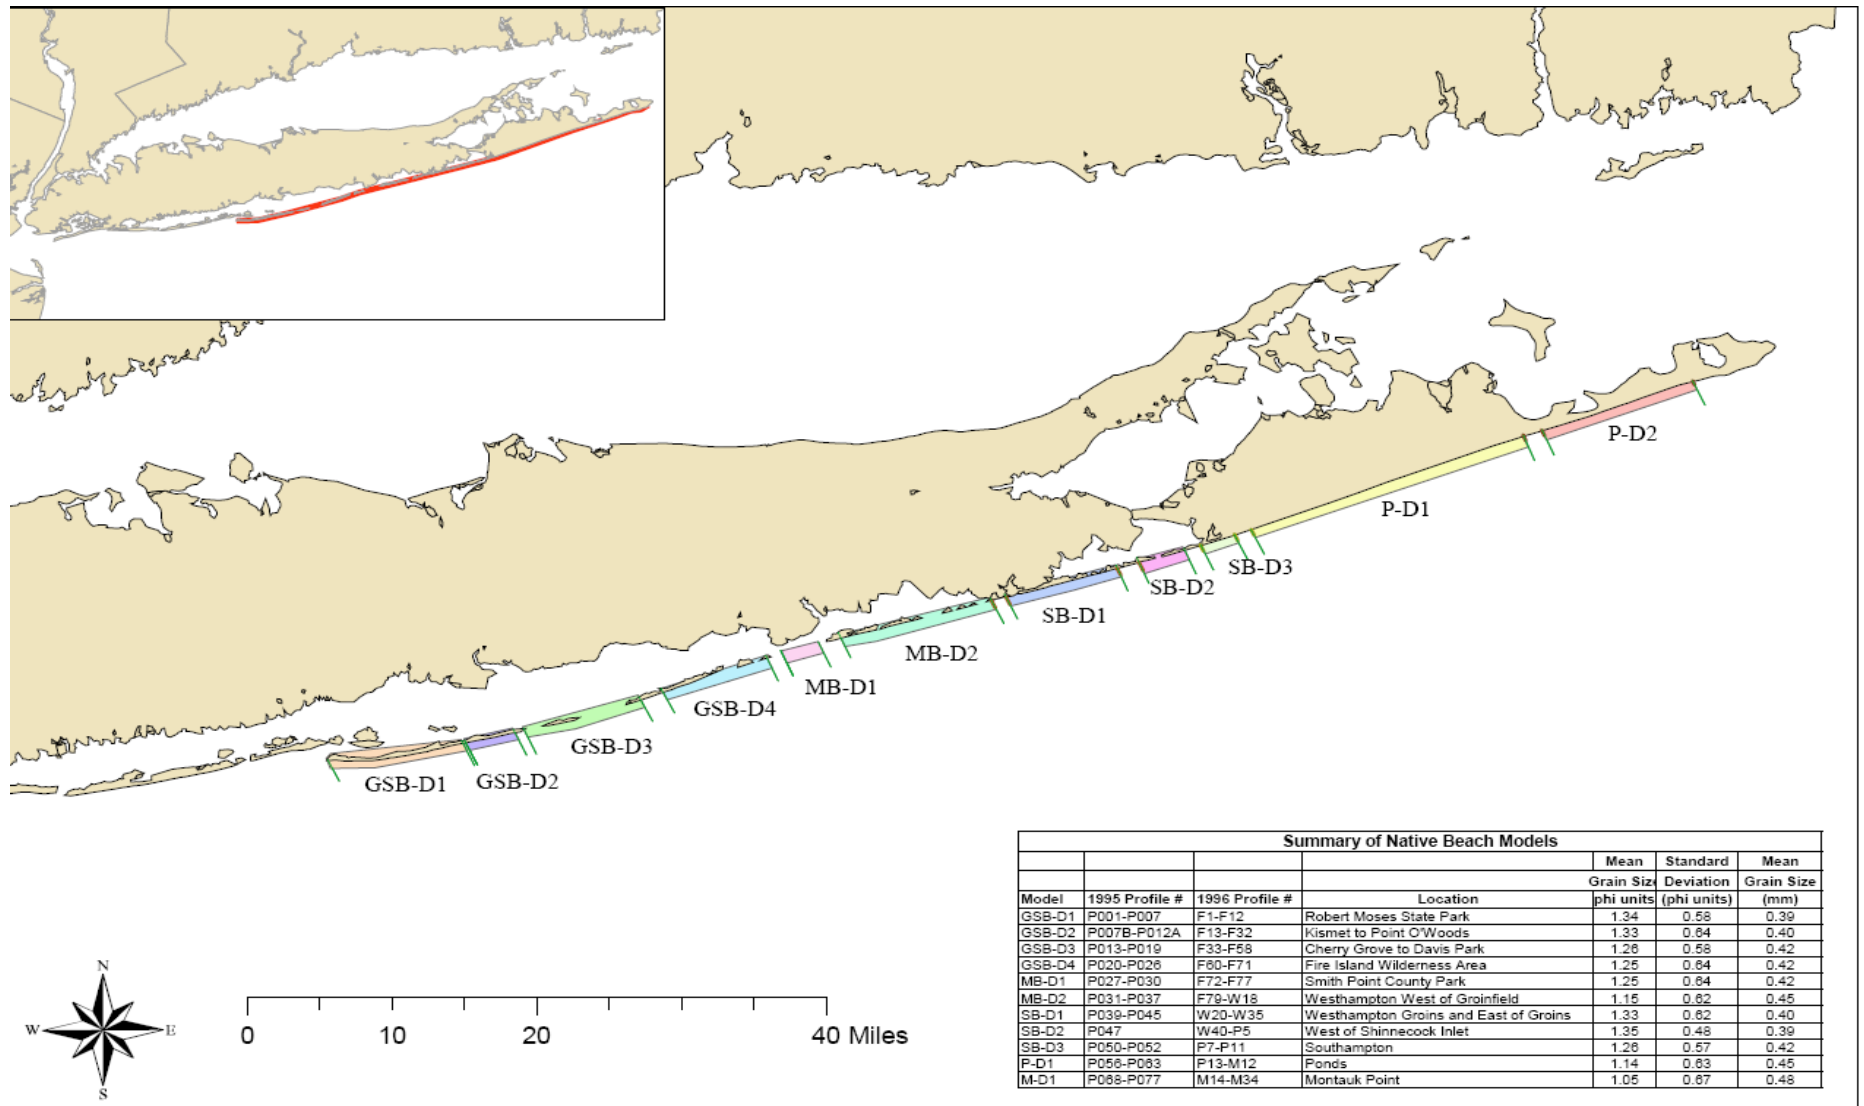 P-D2
P-D1
SB-D3
SB-D2
SB-D1
MB-D2
MB-D1
GSB-D4
GSB-D3
GSB-D2
GSB-D1
N
W E
S
0 10 20 40 Miles
Summary of Native Beach Models
Mean Standard Mean
Grain Size Deviation Grain Size
Model 1995 Profile # 1996 Profile # Location phi units (phi units) (mm)
GSB-D1 P001-P007 F1-F12 Robert Moses State Park 1.34 0.58 0.39
GSB-D2 P007B-P012A F13-F32 Kismet to Point O'Woods 1.33 0.64 0.40
GSB-D3 P013-P019 F33-F58 Cherry Grove to Davis Park 1.26 0.58 0.42
GSB-D4 P020-P026 F60-F71 Fire Island Wilderness Area 1.25 0.64 0.42
MB-D1 P027-P030 F72-F77 Smith Point County Park 1.25 0.64 0.42
MB-D2 P031-P037 F79-W18 Westhampton West of Groinfield 1.15 0.62 0.45
SB-D1 P039-P045 W20-W35 Westhampton Groins and East of Groins 1.33 0.62 0.40
SB-D2 P047 W40-P5 West of Shinnecock Inlet 1.35 0.48 0.39
SB-D3 P050-P052 P7-P11 Southampton 1.26 0.57 0.42
P-D1 P056-P063 P13-M12 Ponds 1.14 0.63 0.45
M-D1 P068-P077 M14-M34 Montauk Point 1.05 0.67 0.48